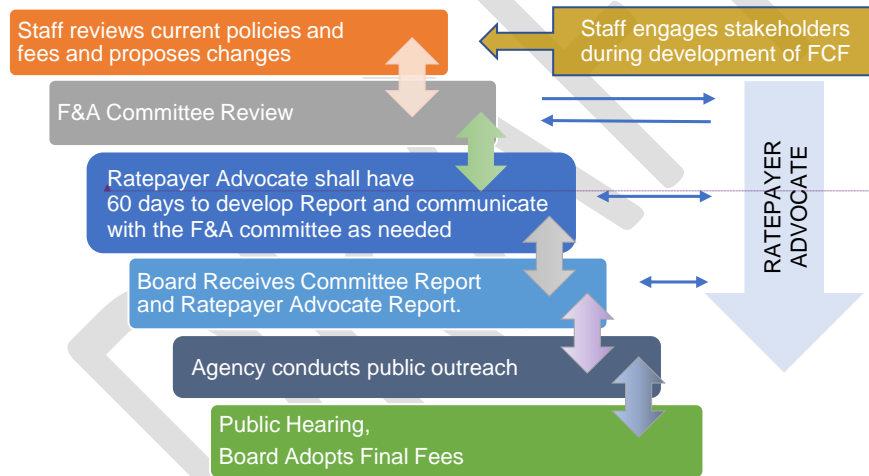 Staff reviews current policies and
fees and proposes changes
Staff engages stakeholders
during development of FCF
F&A Committee Review
Ratepayer Advocate shall have
60 days to develop Report and communicate
with the F&A committee as needed
RATEPAYER
ADVOCATE
Board Receives Committee Report
and Ratepayer Advocate Report.
Agency conducts public outreach
Public Hearing,
Board Adopts Final Fees